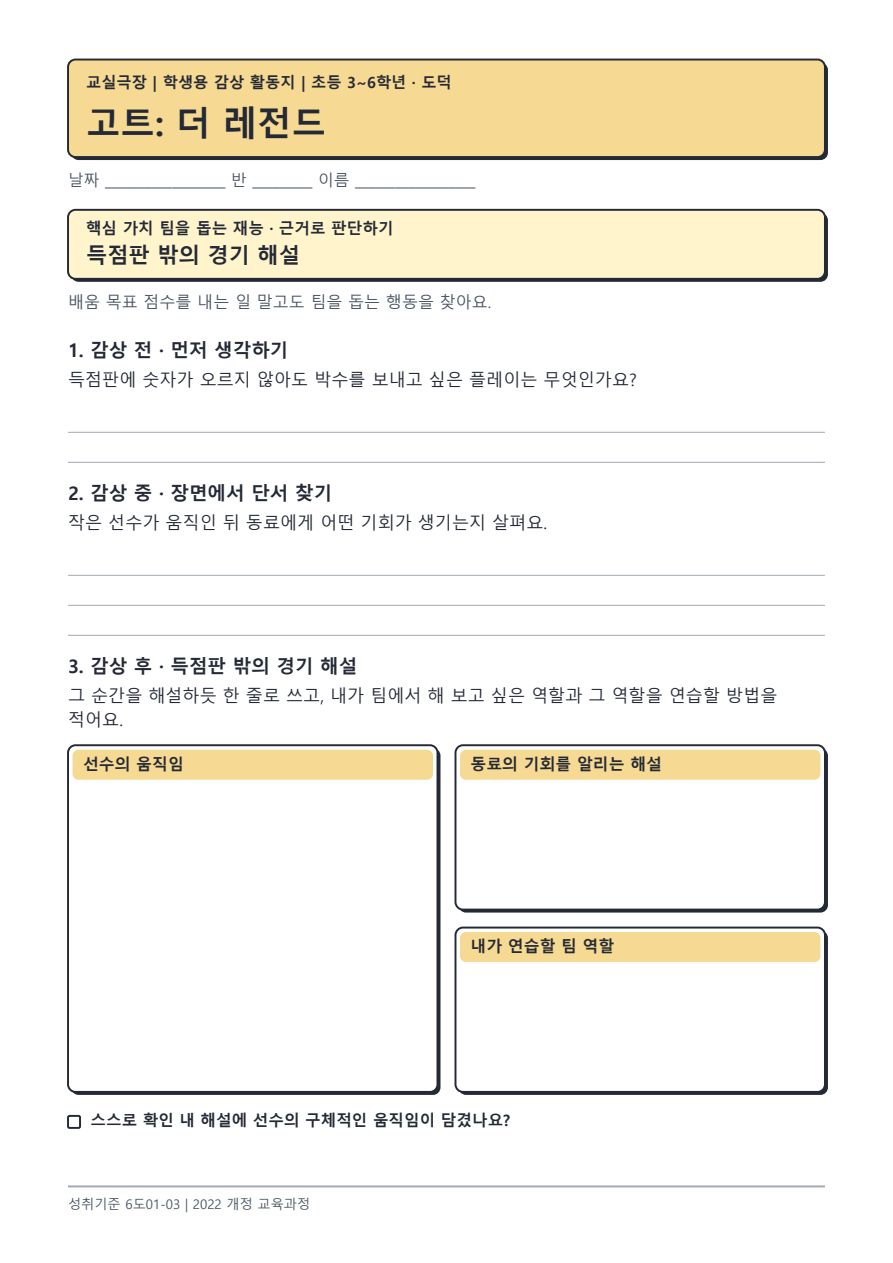 교실극장 | 학생용 감상 활동지 | 초등 3~6학년 · 도덕
고트: 더 레전드
날짜 _______________ 반 _______ 이름 _______________
핵심 가치 팀을 돕는 재능 · 근거로 판단하기
득점판 밖의 경기 해설
배움 목표 점수를 내는 일 말고도 팀을 돕는 행동을 찾아요.
1. 감상 전 · 먼저 생각하기
득점판에 숫자가 오르지 않아도 박수를 보내고 싶은 플레이는 무엇인가요?
2. 감상 중 · 장면에서 단서 찾기
작은 선수가 움직인 뒤 동료에게 어떤 기회가 생기는지 살펴요.
3. 감상 후 · 득점판 밖의 경기 해설
그 순간을 해설하듯 한 줄로 쓰고, 내가 팀에서 해 보고 싶은 역할과 그 역할을 연습할 방법을
적어요.
선수의 움직임
동료의 기회를 알리는 해설
내가 연습할 팀 역할
스스로 확인 내 해설에 선수의 구체적인 움직임이 담겼나요?
성취기준 6도01-03 | 2022 개정 교육과정